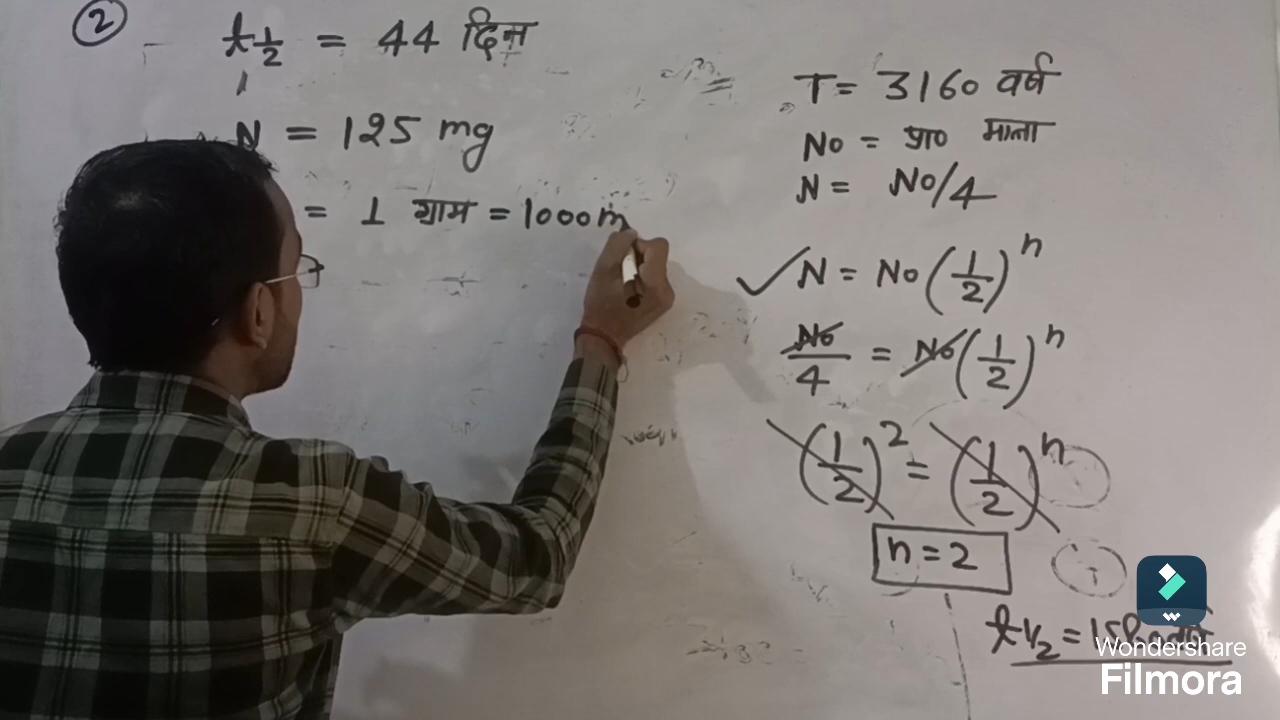 ②
t½ = 44 दिन
N = 125 mg
= 1 ग्राम = 1000m
T = 3160 वर्ष
No = प्रा० मात्रा
N = No/4
✓ N = No(1/2)^n
No/4 = No(1/2)^n
(1/2)^2 = (1/2)^n
n = 2
t½ =
Wondershare
Filmora